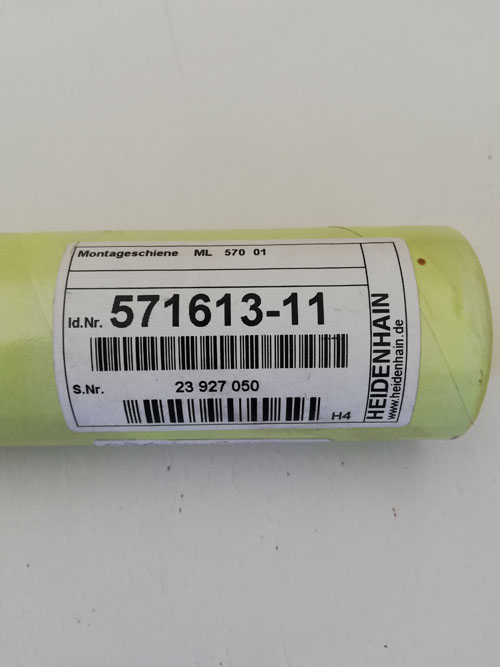 Montageschiene ML 570 01
Id.Nr. 571613-11
S.Nr. 23 927 050
H4
HEIDENHAIN
www.heidenhain.de